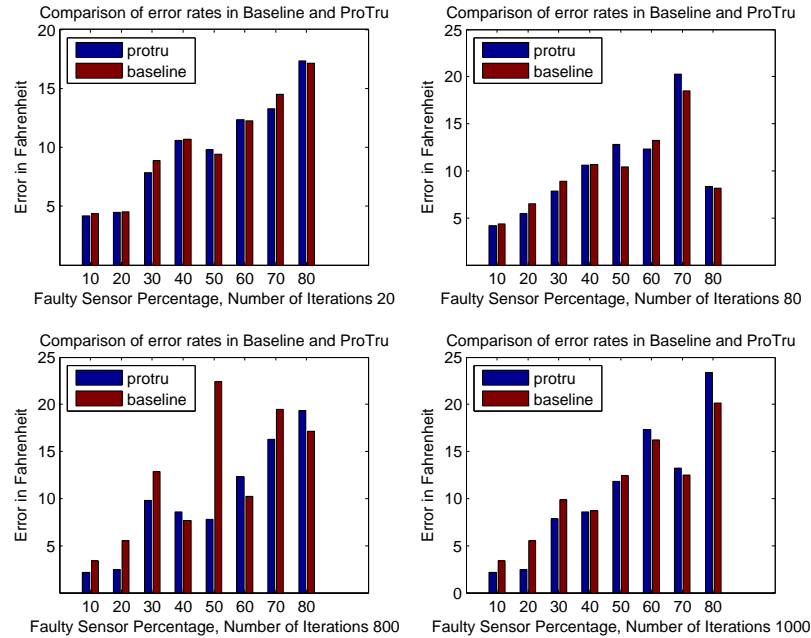 Comparison of error rates in Baseline and ProTru
20
15
10
5
Error in Fahrenheit
protru
baseline
10 20 30 40 50 60 70 80
Faulty Sensor Percentage, Number of Iterations 20
Comparison of error rates in Baseline and ProTru
25
20
15
10
5
Error in Fahrenheit
protru
baseline
10 20 30 40 50 60 70 80
Faulty Sensor Percentage, Number of Iterations 80
Comparison of error rates in Baseline and ProTru
25
20
15
10
5
Error in Fahrenheit
protru
baseline
10 20 30 40 50 60 70 80
Faulty Sensor Percentage, Number of Iterations 800
Comparison of error rates in Baseline and ProTru
25
20
15
10
5
0
Error in Fahrenheit
protru
baseline
10 20 30 40 50 60 70 80
Faulty Sensor Percentage, Number of Iterations 1000